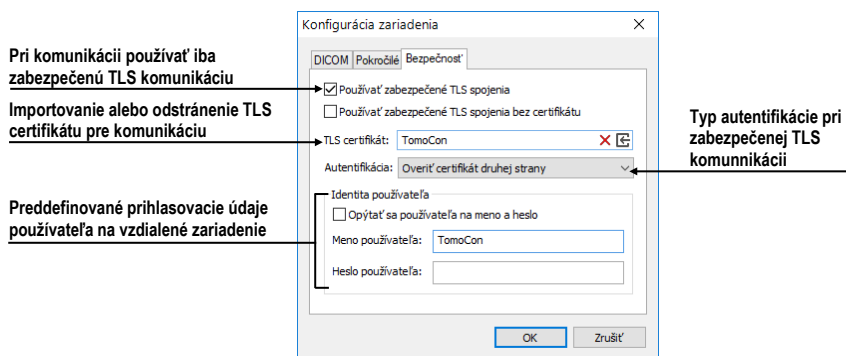 Konfigurácia zariadenia
DICOM Pokročilé Bezpečnosť
Pri komunikácii používať iba
zabezpečenú TLS komunikáciu
Používať zabezpečené TLS spojenia
Používať zabezpečené TLS spojenia bez certifikátu
Importovanie alebo odstránenie TLS
certifikátu pre komunikáciu
TLS certifikát: TomoCon
Autentifikácia: Overiť certifikát druhej strany
Typ autentifikácie pri
zabezpečenej TLS
komunnikácii
Identita používateľa
Opýtať sa používateľa na meno a heslo
Preddefinované prihlasovacie údaje
používateľa na vzdialené zariadenie
Meno používateľa: TomoCon
Heslo používateľa:
OK Zrušiť